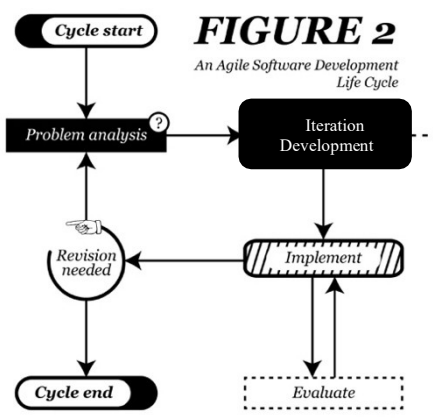 Cycle start
FIGURE 2
An Agile Software Development
Life Cycle
Problem analysis
?
Iteration
Development
Revision
needed
Implement
Cycle end
Evaluate